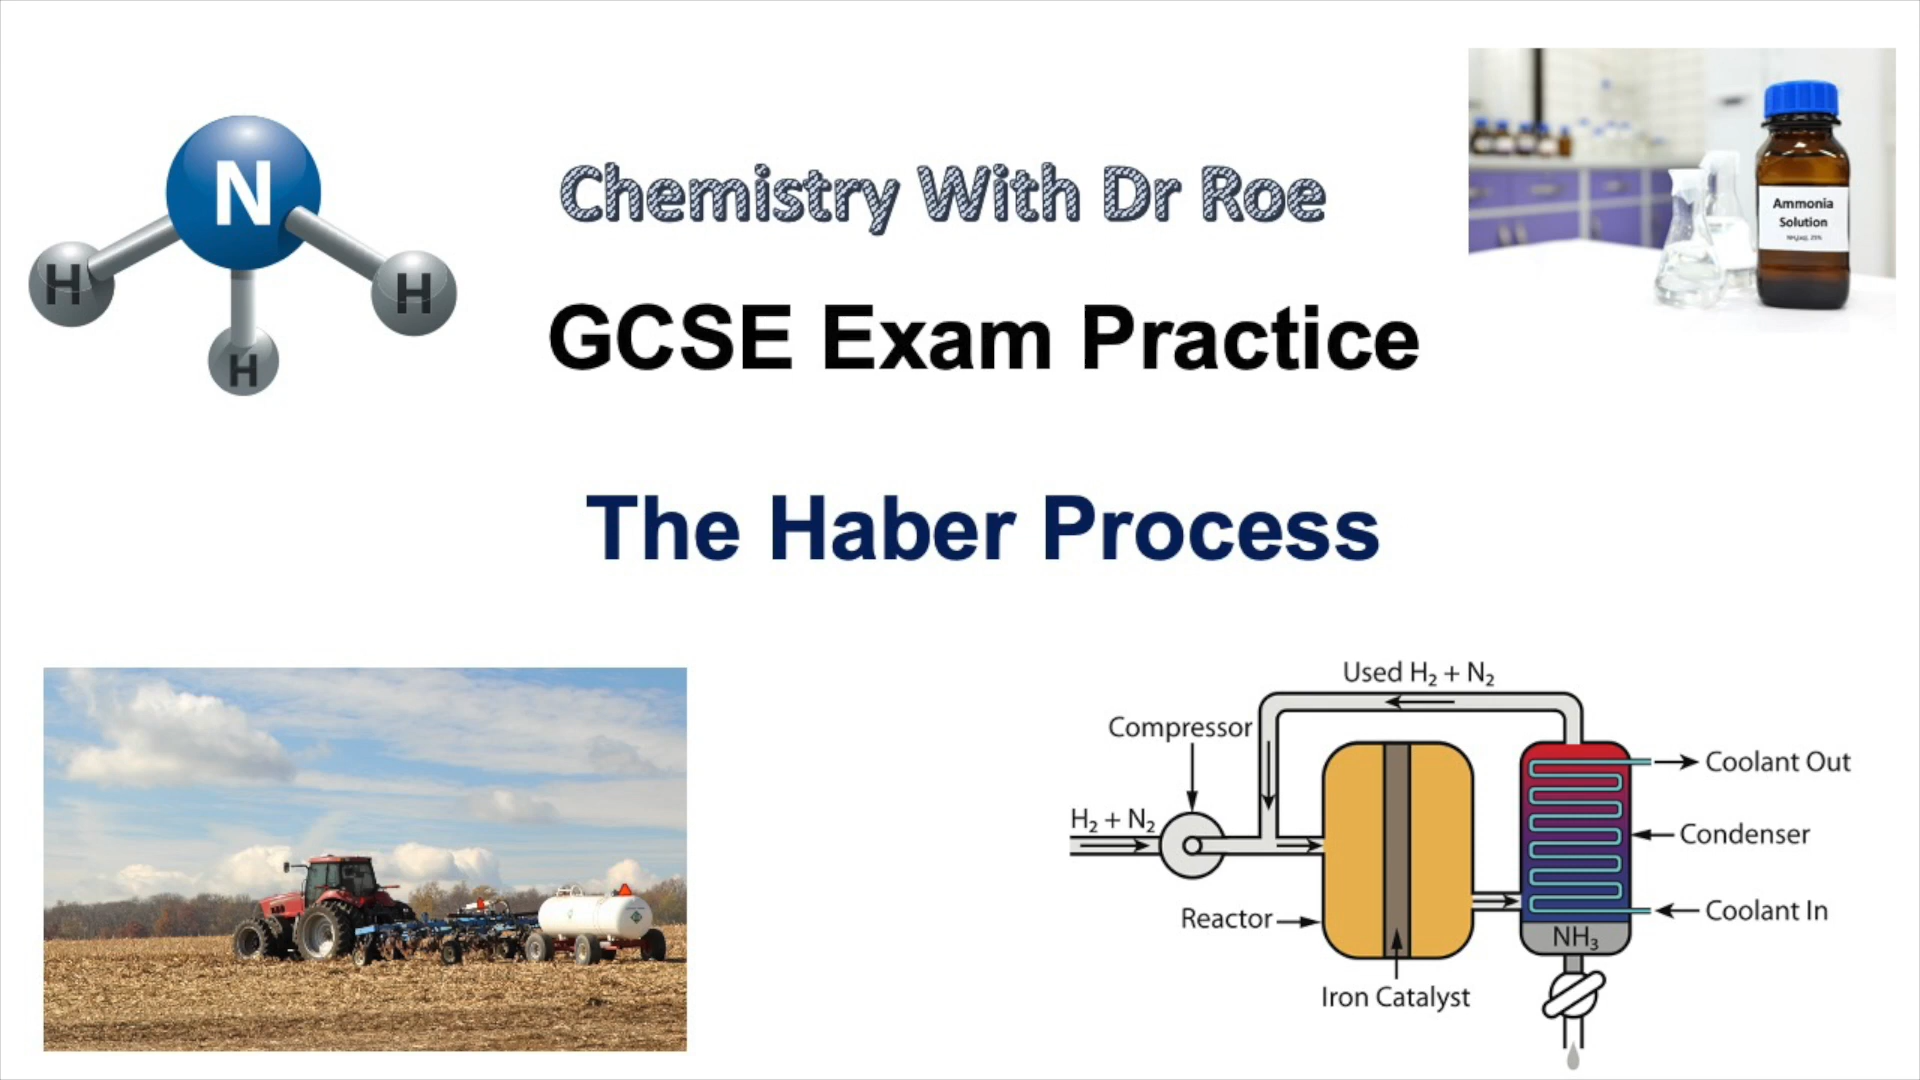 N
H
H
H
Chemistry With Dr Roe
GCSE Exam Practice
The Haber Process
Ammonia
Solution
Used H₂ + N₂
Compressor
H₂ + N₂
Reactor
Iron Catalyst
Coolant Out
Condenser
Coolant In
NH₃